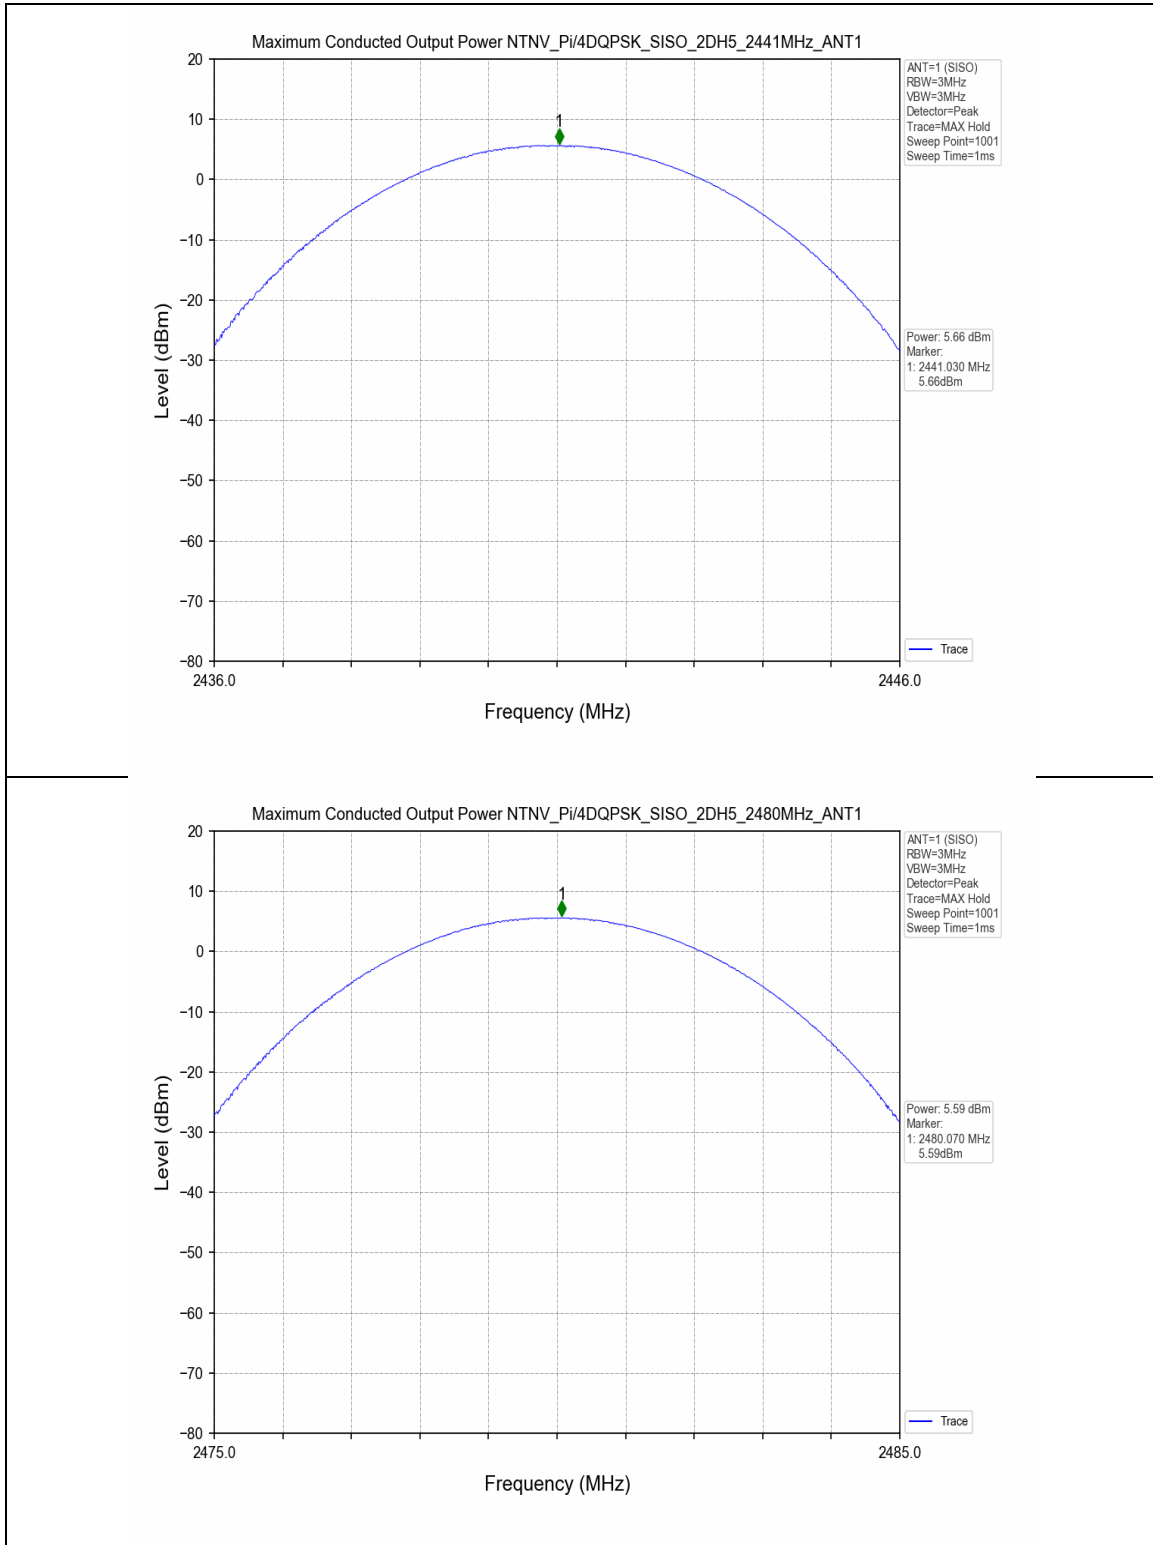 Maximum Conducted Output Power NTNV_Pi/4DQPSK_SISO_2DH5_2441MHz_ANT1
20
10
0
−10
−20
−30
−40
−50
−60
−70
−80
Level (dBm)
1
2436.0
2446.0
Frequency (MHz)
ANT=1 (SISO)
RBW=3MHz
VBW=3MHz
Detector=Peak
Trace=MAX Hold
Sweep Point=1001
Sweep Time=1ms
Power: 5.66 dBm
Marker:
1: 2441.030 MHz
5.66dBm
Trace
Maximum Conducted Output Power NTNV_Pi/4DQPSK_SISO_2DH5_2480MHz_ANT1
20
10
0
−10
−20
−30
−40
−50
−60
−70
−80
Level (dBm)
1
2475.0
2485.0
Frequency (MHz)
ANT=1 (SISO)
RBW=3MHz
VBW=3MHz
Detector=Peak
Trace=MAX Hold
Sweep Point=1001
Sweep Time=1ms
Power: 5.59 dBm
Marker:
1: 2480.070 MHz
5.59dBm
Trace